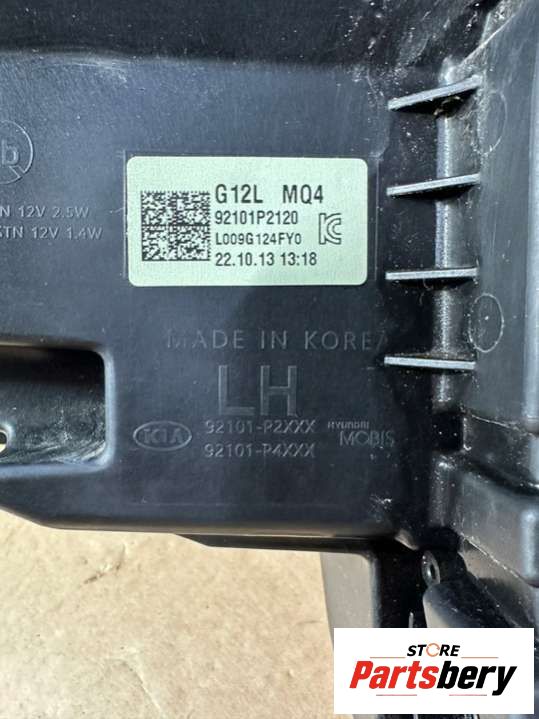 b
N 12V 2.5W
STN 12V 1.4W
G12L MQ4
92101P2120
L009G124FY0
22.10.13 13:18
MADE IN KOREA
LH
KIA 92101-P2XXX HYUNDAI
92101-P4XXX MOBIS
STORE
Partsbery